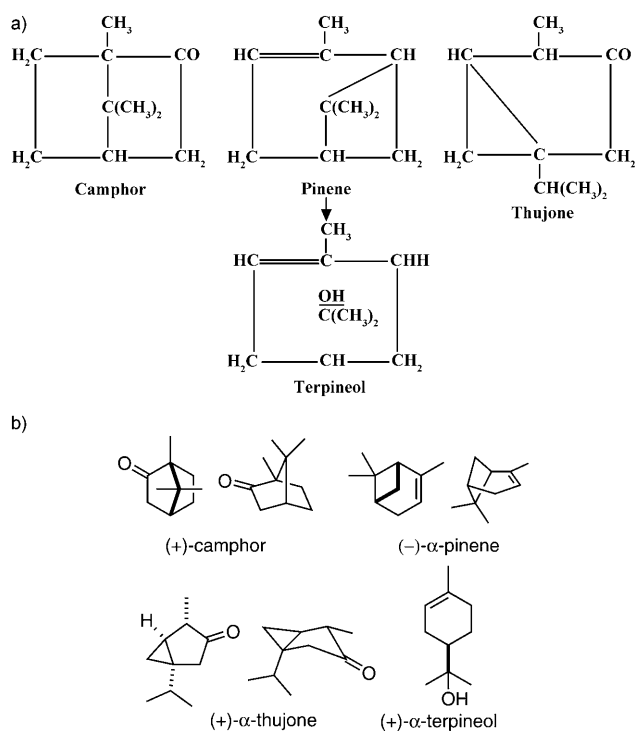 a)
CH₃ CH₃ CH₃
H₂C C CO HC C CH HC CH CO
C(CH₃)₂ C(CH₃)₂
H₂C CH CH₂ H₂C CH CH₂ H₂C C CH₂
Camphor Pinene CH(CH₃)₂
Thujone
CH₃
HC C CHH
OH
C(CH₃)₂
H₂C CH CH₂
Terpineol
b)
O O
(+)-camphor (−)-α-pinene
H O O
OH
(+)-α-thujone (+)-α-terpineol